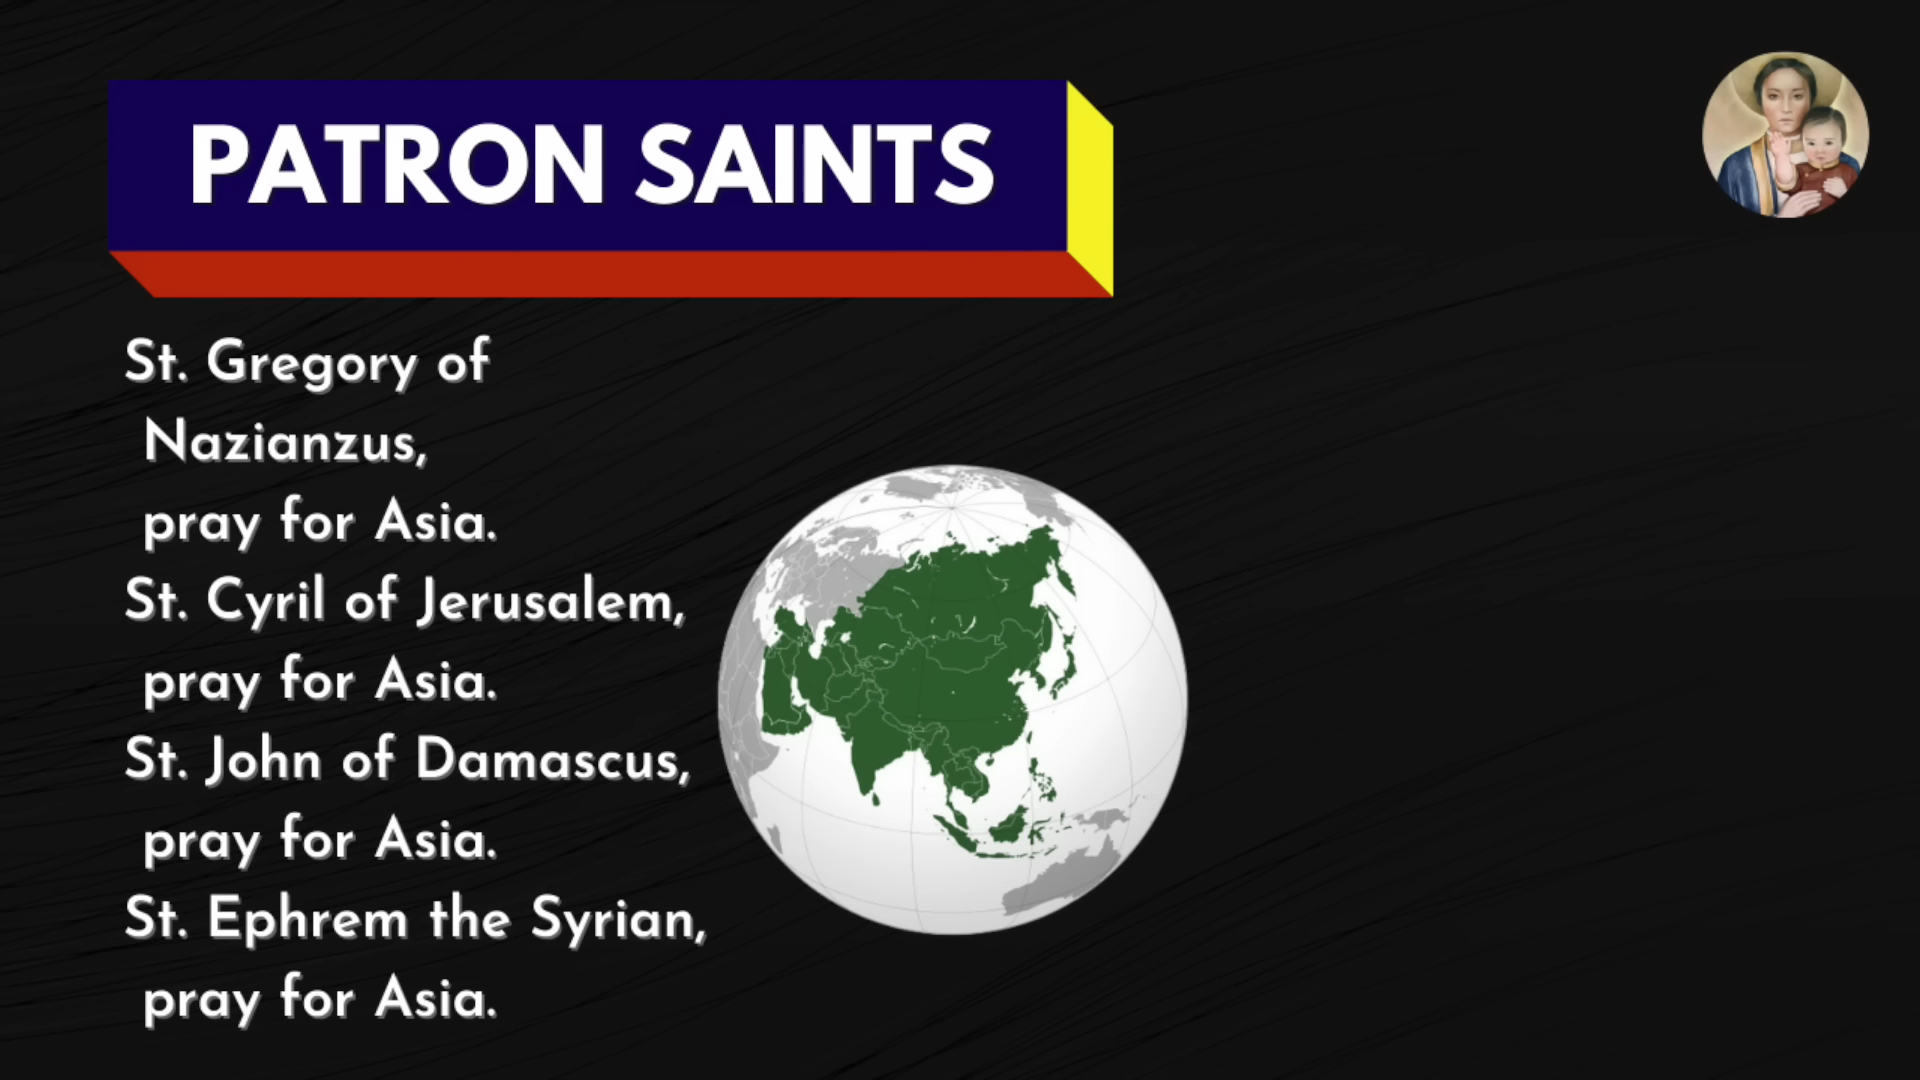 PATRON SAINTS
St. Gregory of
Nazianzus,
pray for Asia.
St. Cyril of Jerusalem,
pray for Asia.
St. John of Damascus,
pray for Asia.
St. Ephrem the Syrian,
pray for Asia.